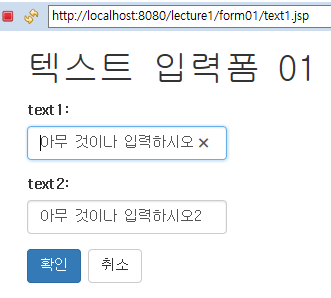 http://localhost:8080/lecture1/form01/text1.jsp
텍스트 입력폼 01
text1:
아무 것이나 입력하시오
text2:
아무 것이나 입력하시오2
확인 취소